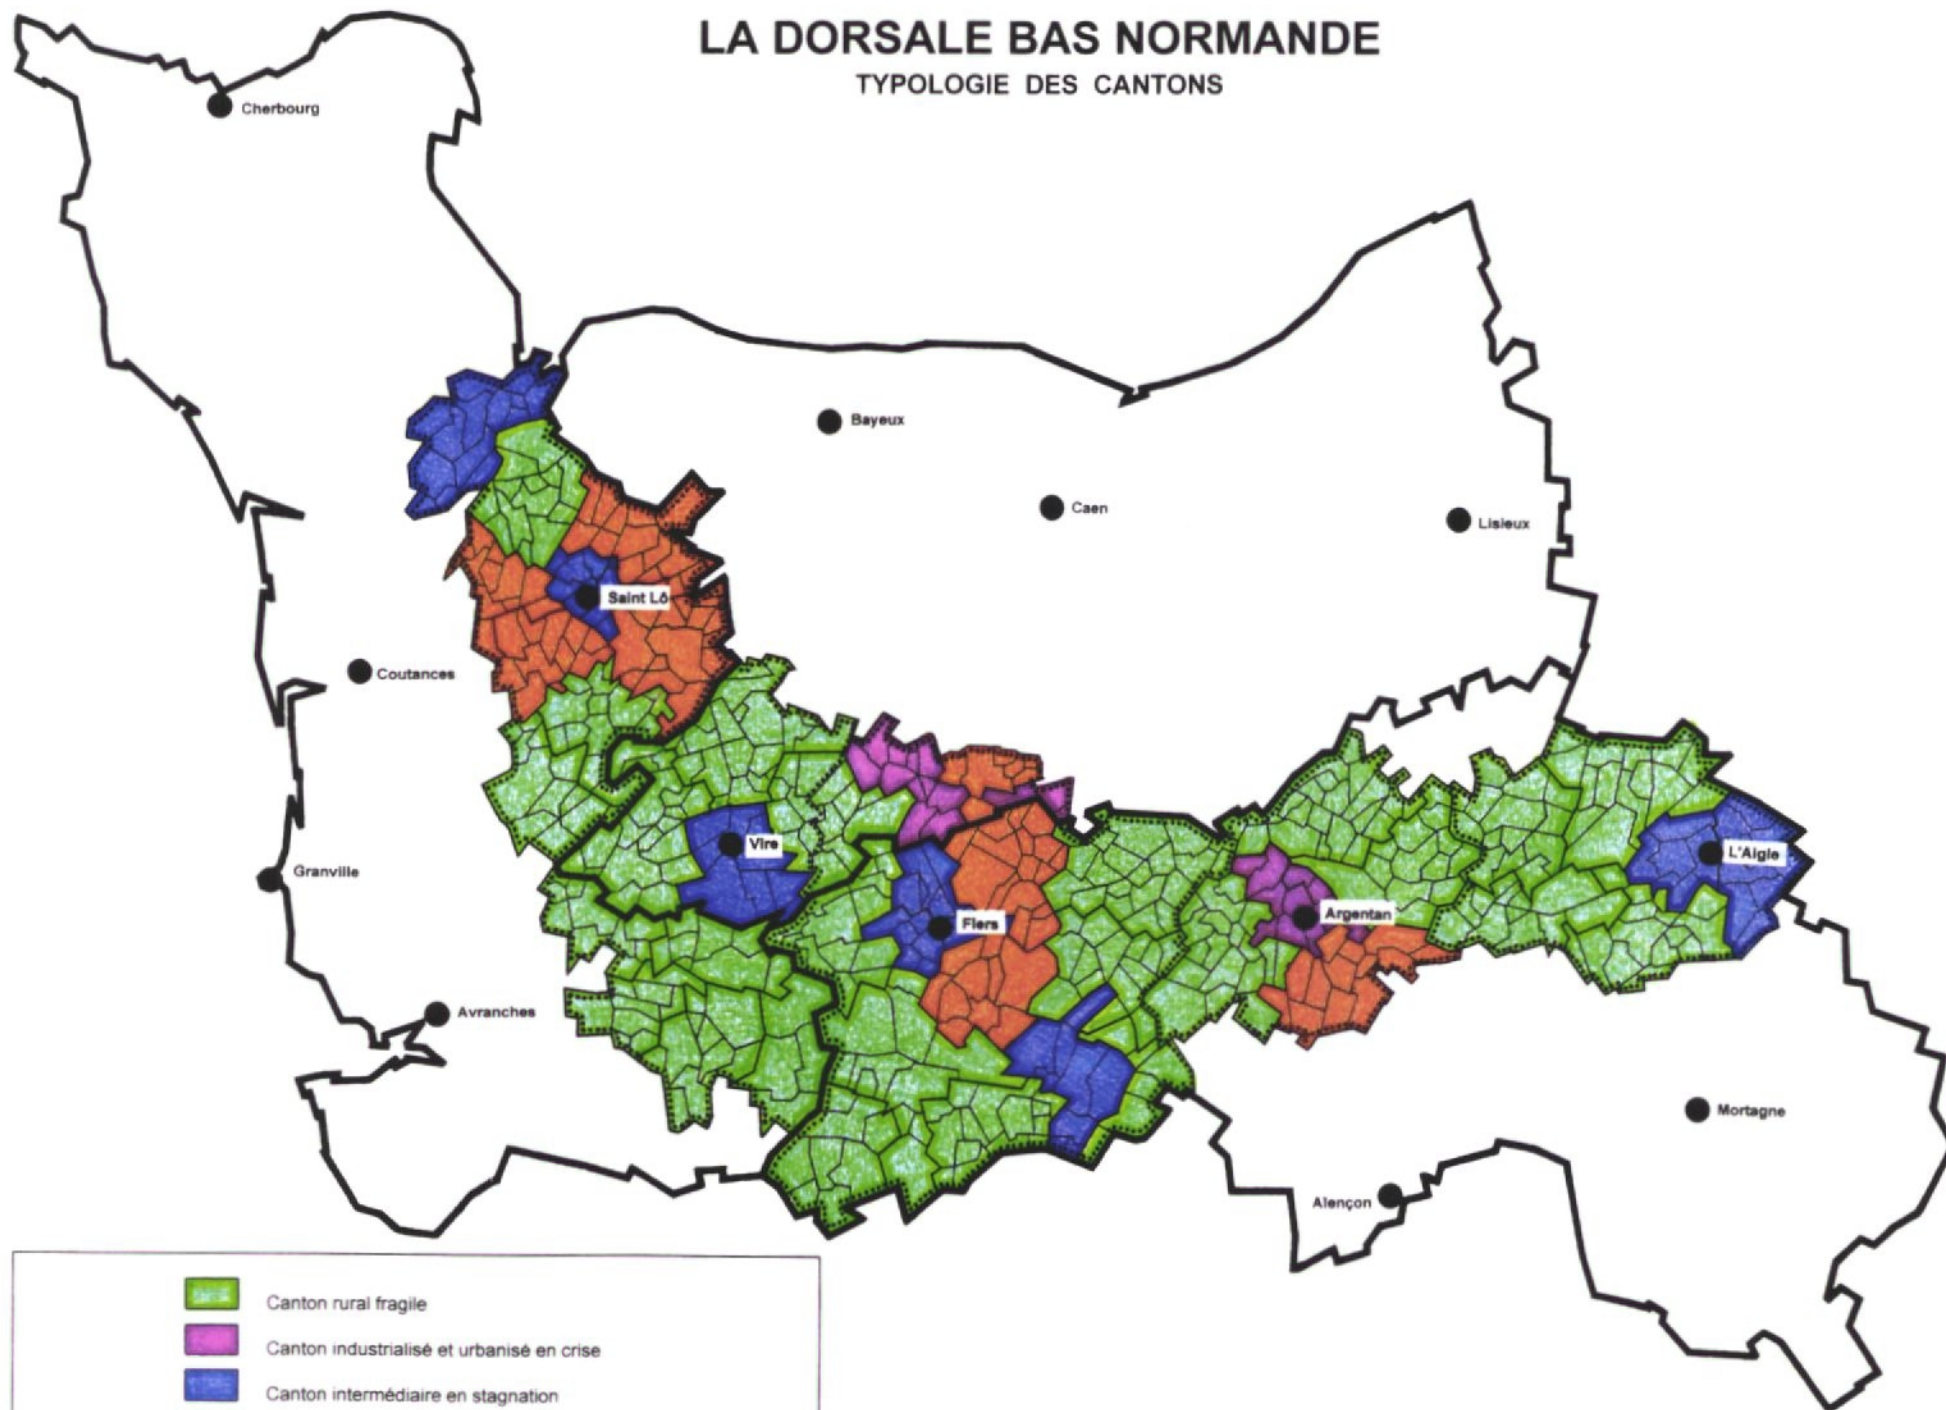 LA DORSALE BAS NORMANDE
TYPOLOGIE DES CANTONS
Cherbourg
Bayeux
Caen
Lisieux
Saint Lô
Coutances
Vire
L'Aigle
Granville
Flers
Argentan
Avranches
Mortagne
Alençon
Canton rural fragile
Canton industrialisé et urbanisé en crise
Canton intermédiaire en stagnation